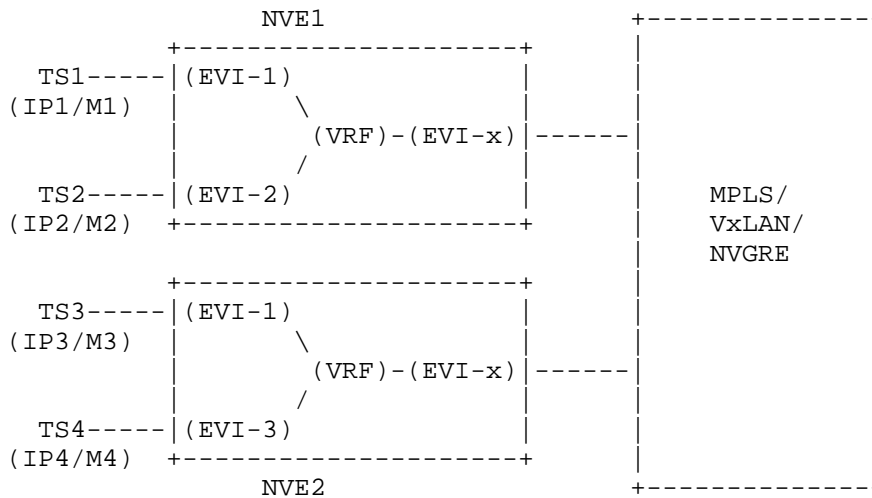 NVE1
TS1-----|(EVI-1)
(IP1/M1)
(VRF)-(EVI-x)|------|
TS2-----|(EVI-2)
MPLS/
(IP2/M2)
VxLAN/
NVGRE
TS3-----|(EVI-1)
(IP3/M3)
(VRF)-(EVI-x)|------|
TS4-----|(EVI-3)
(IP4/M4)
NVE2